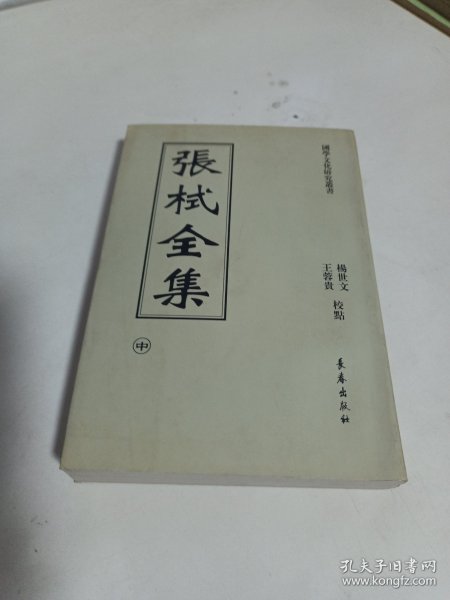 國學文化研究叢書
張栻全集
中
楊世文
王蓉貴
校點
長春出版社
孔夫子旧书网
www.kongfz.com